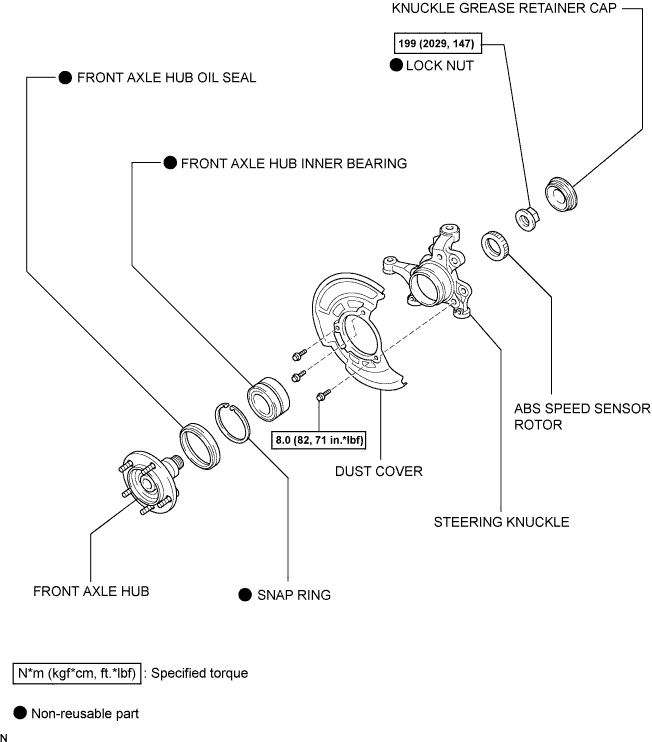 KNUCKLE GREASE RETAINER CAP
199 (2029, 147)
LOCK NUT
FRONT AXLE HUB OIL SEAL
FRONT AXLE HUB INNER BEARING
ABS SPEED SENSOR
ROTOR
8.0 (82, 71 in.*lbf)
DUST COVER
STEERING KNUCKLE
FRONT AXLE HUB
SNAP RING
N*m (kgf*cm, ft.*lbf) : Specified torque
Non-reusable part
N